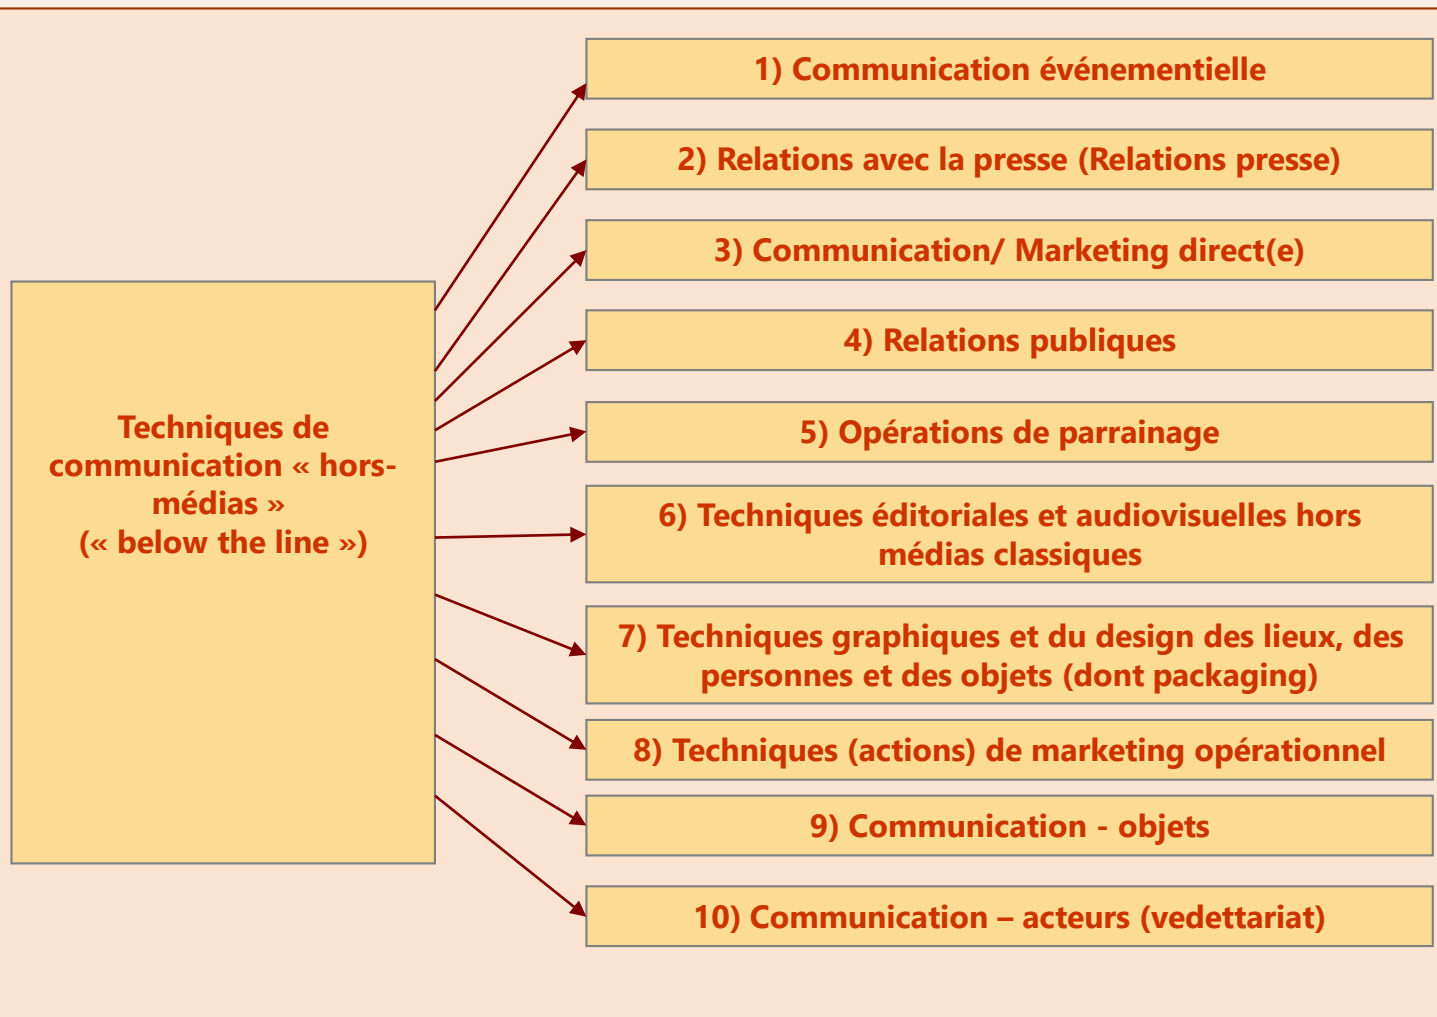 1) Communication événementielle
2) Relations avec la presse (Relations presse)
3) Communication/ Marketing direct(e)
4) Relations publiques
Techniques de
communication « hors-
médias »
(« below the line »)
5) Opérations de parrainage
6) Techniques éditoriales et audiovisuelles hors
médias classiques
7) Techniques graphiques et du design des lieux, des
personnes et des objets (dont packaging)
8) Techniques (actions) de marketing opérationnel
9) Communication - objets
10) Communication – acteurs (vedettariat)